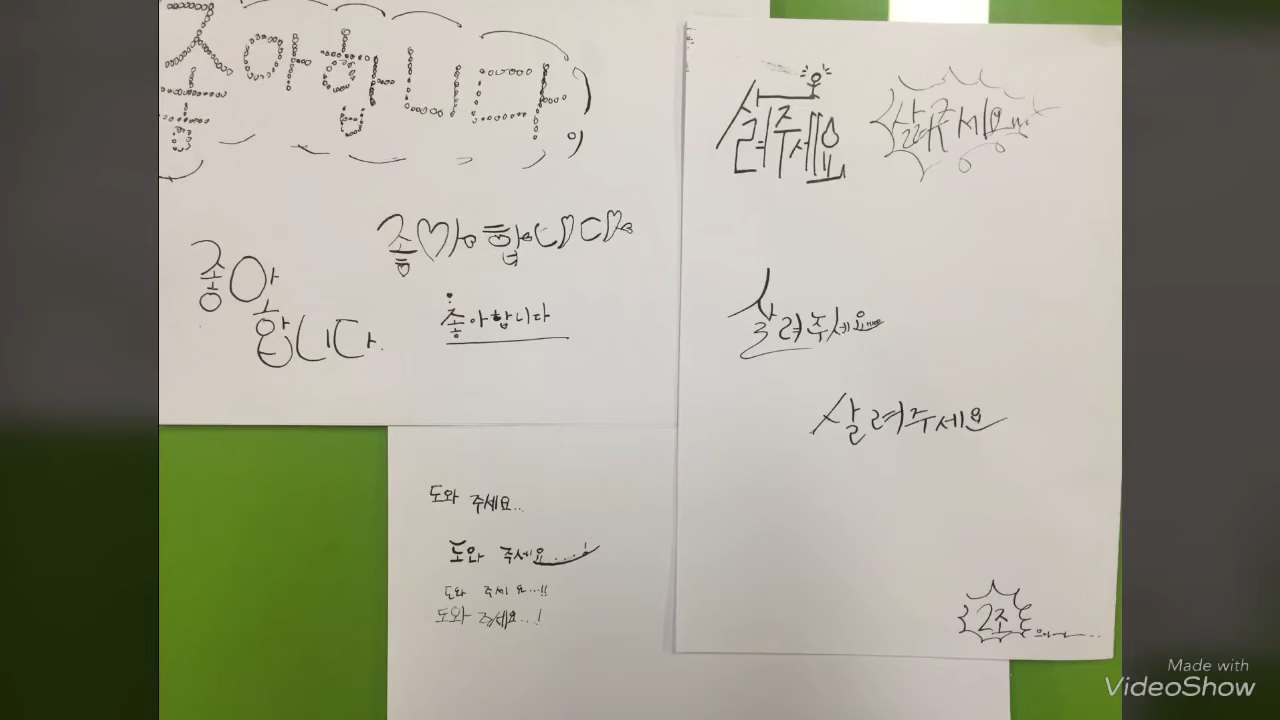 좋아합니다
좋아합니다
좋아
합니다.
좋아합니다
도와 주세요..
도와 주세요....!
도와 주세요...!!
도와 주세요...!
살려주세요
살려주세요...
살려주세요...
살려주세요
2조
Made with
VideoShow